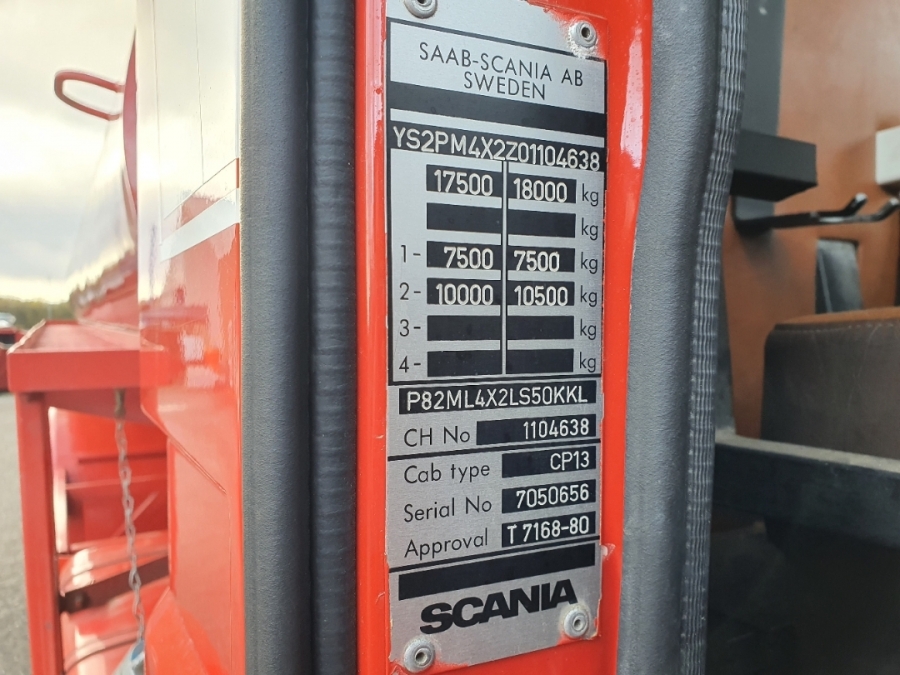 SAAB-SCANIA AB
SWEDEN
YS2PM4X2Z01104638
17500 18000 kg
kg
1- 7500 7500 kg
2- 10000 10500 kg
3- kg
4- kg
P82ML4X2LS50KKL
CH No 1104638
Cab type CP13
Serial No 7050656
Approval T 7168-80
SCANIA